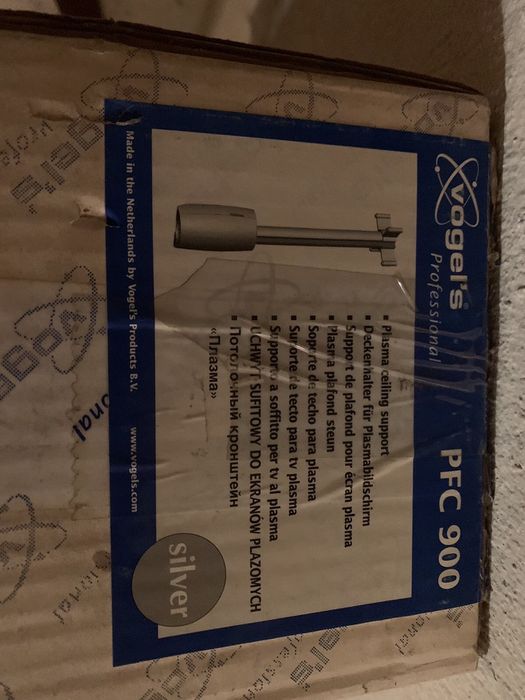 vogel's®
Professional
PFC 900
▪ Plasma ceiling support
▪ Deckenhalter für Plasmabildschirm
▪ Support de plafond pour écran plasma
▪ Plasma plafond steun
▪ Soporte de techo para plasma
▪ Suporte de tecto para tv plasma
▪ Supporto a soffitto per tv al plasma
▪ UCHWYT SUFITOWY DO EKRANÓW PLAZOMYCH
▪ Потолочный кронштейн
«Плазма»
silver
Made in the Netherlands by Vogel's Products B.V.
www.vogels.com